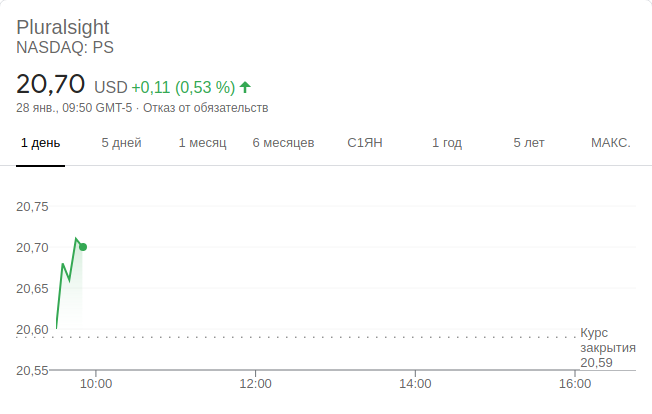 Pluralsight
NASDAQ: PS
20,70 USD +0,11 (0,53 %)
28 янв., 09:50 GMT-5 · Отказ от обязательств
1 день 5 дней 1 месяц 6 месяцев С1ЯН 1 год 5 лет МАКС.
20,75
20,70
20,65
20,60
Курс
закрытия
20,59
20,55
10:00 12:00 14:00 16:00